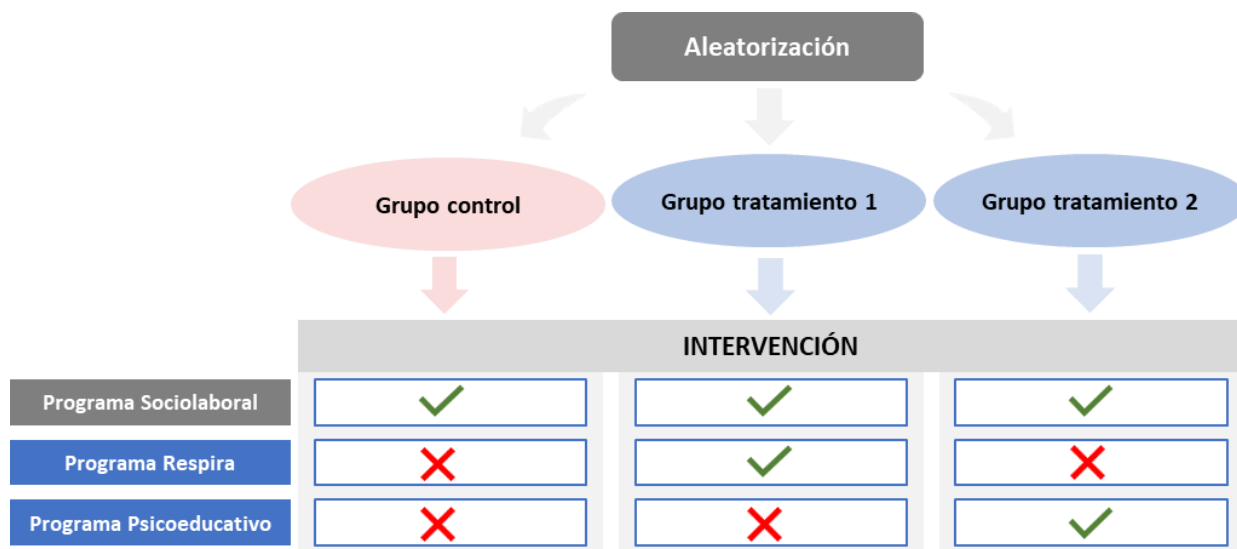 Aleatorización
Grupo control
Grupo tratamiento 1
Grupo tratamiento 2
INTERVENCIÓN
Programa Sociolaboral
Programa Respira
Programa Psicoeducativo